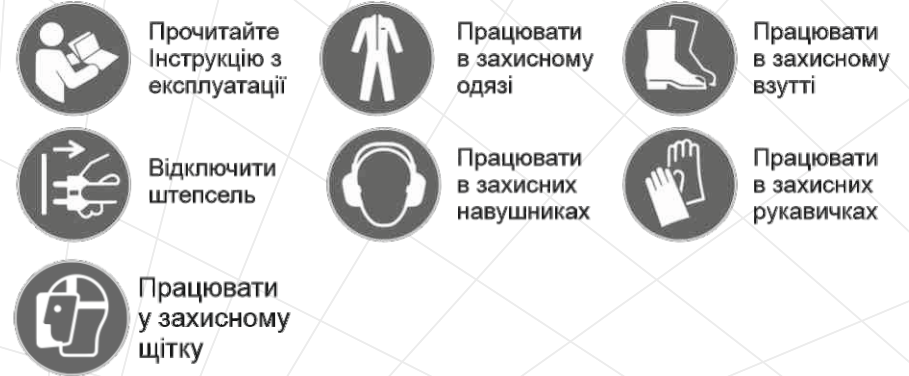 Прочитайте
Інструкцію з
експлуатації
Працювати
в захисному
одязі
Працювати
в захисному
взутті
Відключити
штепсель
Працювати
в захисних
навушниках
Працювати
в захисних
рукавичках
Працювати
у захисному
щітку